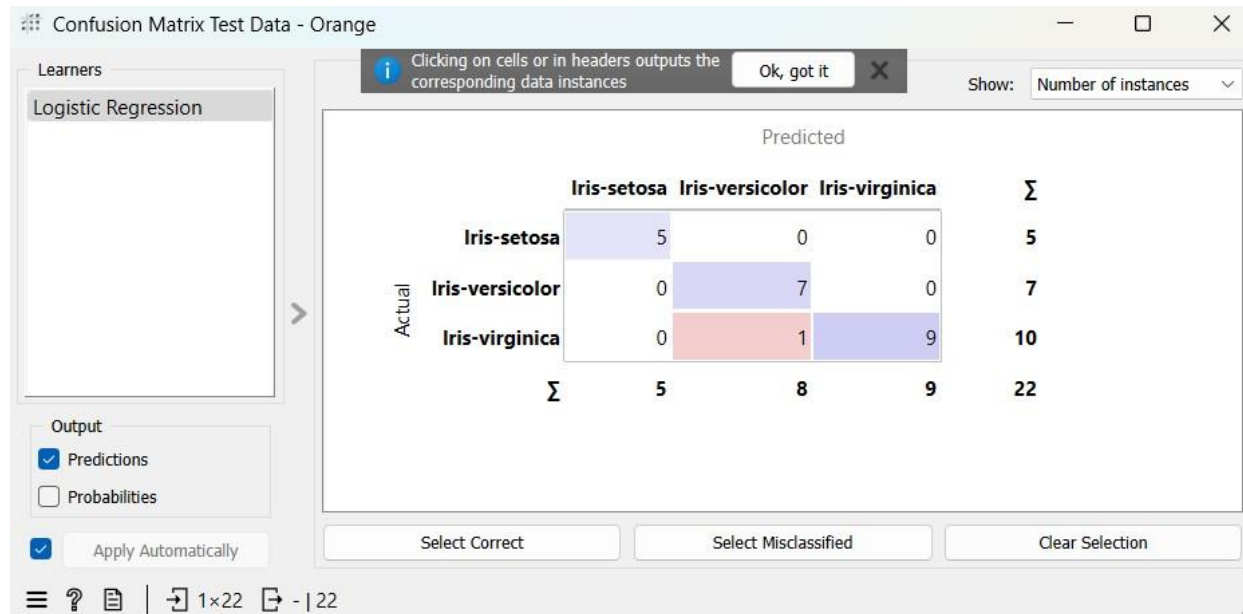 Confusion Matrix Test Data - Orange
Learners
Logistic Regression
Clicking on cells or in headers outputs the
corresponding data instances
Ok, got it
Show: Number of instances
Predicted
Iris-setosa Iris-versicolor Iris-virginica Σ
Actual
Iris-setosa 5 0 0 5
Iris-versicolor 0 7 0 7
Iris-virginica 0 1 9 10
Σ 5 8 9 22
Output
Predictions
Probabilities
Apply Automatically
Select Correct Select Misclassified Clear Selection
1×22 - | 22